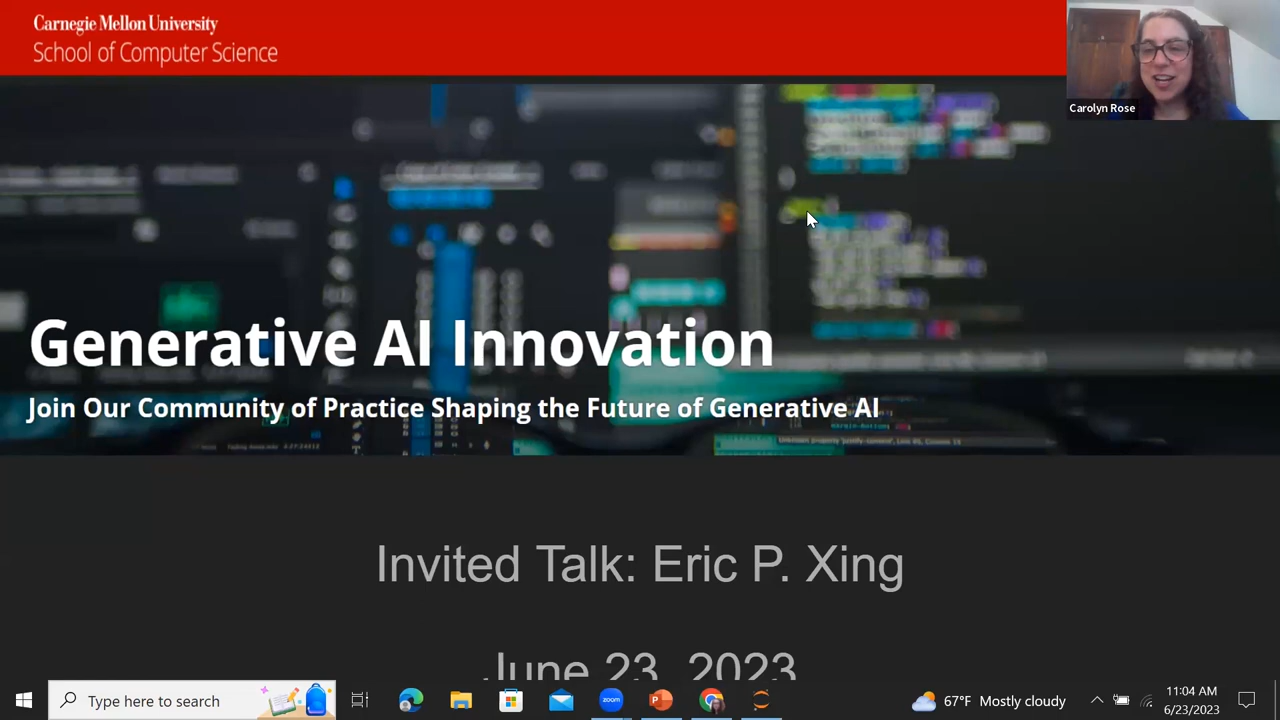 Carnegie Mellon University
School of Computer Science
Carolyn Rose
Generative AI Innovation
Join Our Community of Practice Shaping the Future of Generative AI
Invited Talk: Eric P. Xing
June 23, 2023
Type here to search
zoom
67°F Mostly cloudy
11:04 AM
6/23/2023